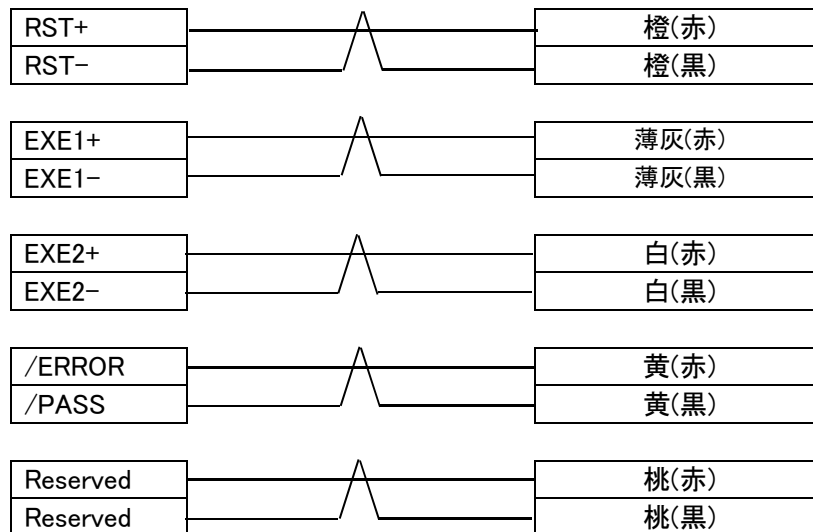 RST+ 橙(赤)
RST- 橙(黒)
EXE1+ 薄灰(赤)
EXE1- 薄灰(黒)
EXE2+ 白(赤)
EXE2- 白(黒)
/ERROR 黄(赤)
/PASS 黄(黒)
Reserved 桃(赤)
Reserved 桃(黒)